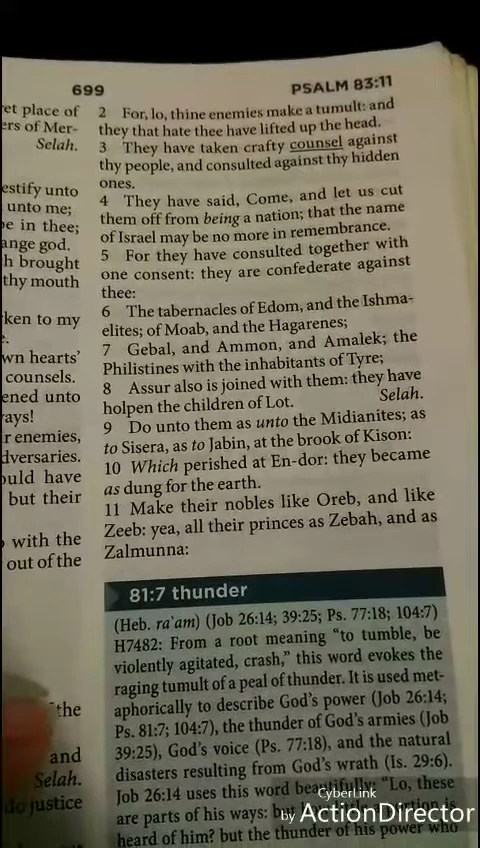 699
PSALM 83:11
et place of
ers of Mer-
Selah.
estify unto
unto me;
e in thee;
ange god.
h brought
thy mouth
ken to my
wn hearts’
counsels.
ened unto
ays!
r enemies,
dversaries.
ould have
but their
with the
out of the
the
and
Selah.
do justice
2 For, lo, thine enemies make a tumult: and
they that hate thee have lifted up the head.
3 They have taken crafty counsel against
thy people, and consulted against thy hidden
ones.
4 They have said, Come, and let us cut
them off from being a nation; that the name
of Israel may be no more in remembrance.
5 For they have consulted together with
one consent: they are confederate against
thee:
6 The tabernacles of Edom, and the Ishma-
elites; of Moab, and the Hagarenes;
7 Gebal, and Ammon, and Amalek; the
Philistines with the inhabitants of Tyre;
8 Assur also is joined with them: they have
holpen the children of Lot. Selah.
9 Do unto them as unto the Midianites; as
to Sisera, as to Jabin, at the brook of Kison:
10 Which perished at En-dor: they became
as dung for the earth.
11 Make their nobles like Oreb, and like
Zeeb: yea, all their princes as Zebah, and as
Zalmunna:
81:7 thunder
(Heb. ra'am) (Job 26:14; 39:25; Ps. 77:18; 104:7)
H7482: From a root meaning “to tumble, be
violently agitated, crash,” this word evokes the
raging tumult of a peal of thunder. It is used met-
aphorically to describe God’s power (Job 26:14;
Ps. 81:7; 104:7), the thunder of God’s armies (Job
39:25), God’s voice (Ps. 77:18), and the natural
disasters resulting from God’s wrath (Is. 29:6).
Job 26:14 uses this word beautifully: “Lo, these
are parts of his ways: but how little a portion is
heard of him? but the thunder of his power who
CyberLink
by ActionDirector